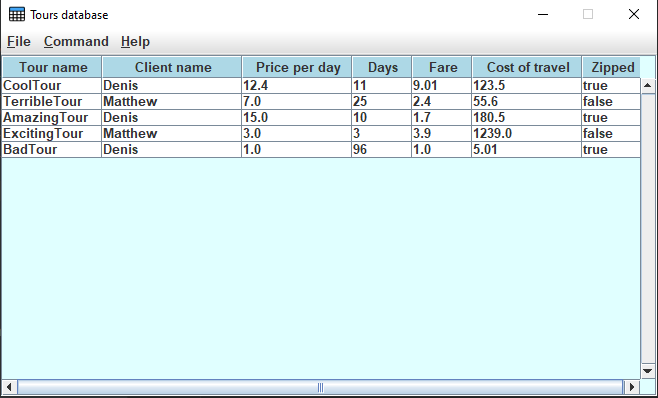 Tours database
File Command Help
Tour name Client name Price per day Days Fare Cost of travel Zipped
CoolTour Denis 12.4 11 9.01 123.5 true
TerribleTour Matthew 7.0 25 2.4 55.6 false
AmazingTour Denis 15.0 10 1.7 180.5 true
ExcitingTour Matthew 3.0 3 3.9 1239.0 false
BadTour Denis 1.0 96 1.0 5.01 true